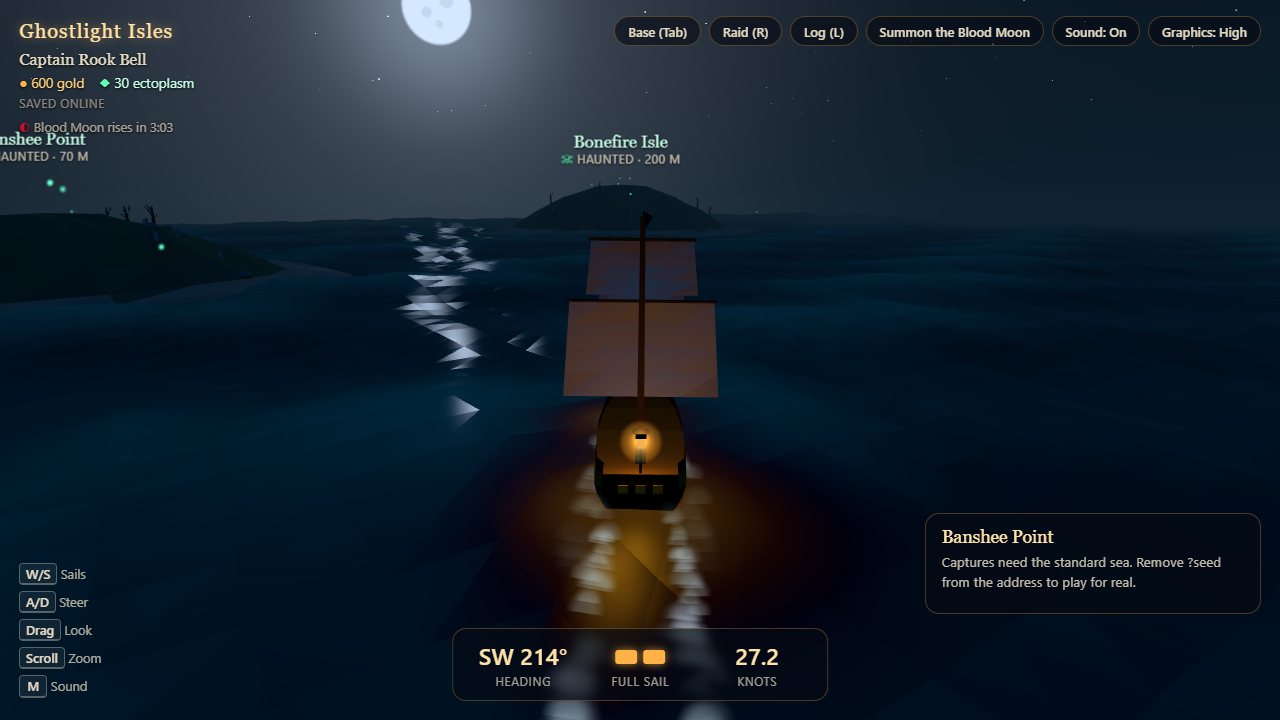 Ghostlight Isles
Captain Rook Bell
600 gold 30 ectoplasm
SAVED ONLINE
Blood Moon rises in 3:03
Base (Tab) Raid (R) Log (L) Summon the Blood Moon Sound: On Graphics: High
nshee Point
AUNTED · 70 M
Bonefire Isle
HAUNTED · 200 M
Banshee Point
Captures need the standard sea. Remove ?seed
from the address to play for real.
W/S Sails
A/D Steer
Drag Look
Scroll Zoom
M Sound
SW 214° 27.2
HEADING FULL SAIL KNOTS